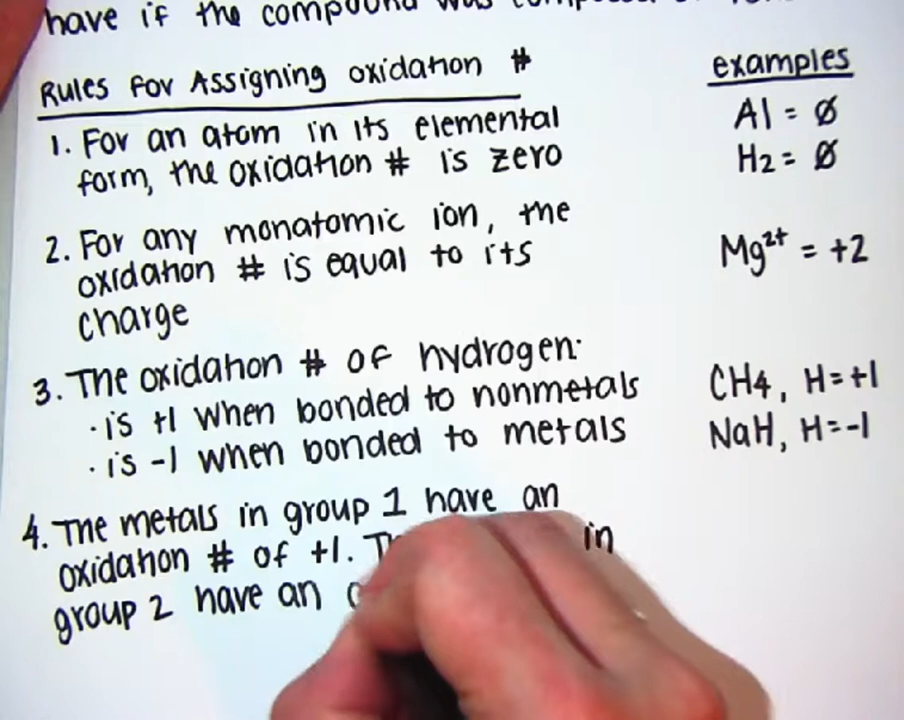 have if the compound was
Rules for Assigning oxidation #
examples
1. For an atom in its elemental
form, the oxidation # is zero
Al = Ø
H2 = Ø
2. For any monatomic ion, the
oxidation # is equal to its
charge
Mg²⁺ = +2
3. The oxidation # of hydrogen:
· is +1 when bonded to nonmetals
· is -1 when bonded to metals
CH4, H=+1
NaH, H=-1
4. The metals in group 1 have an
oxidation # of +1. in
group 2 have an